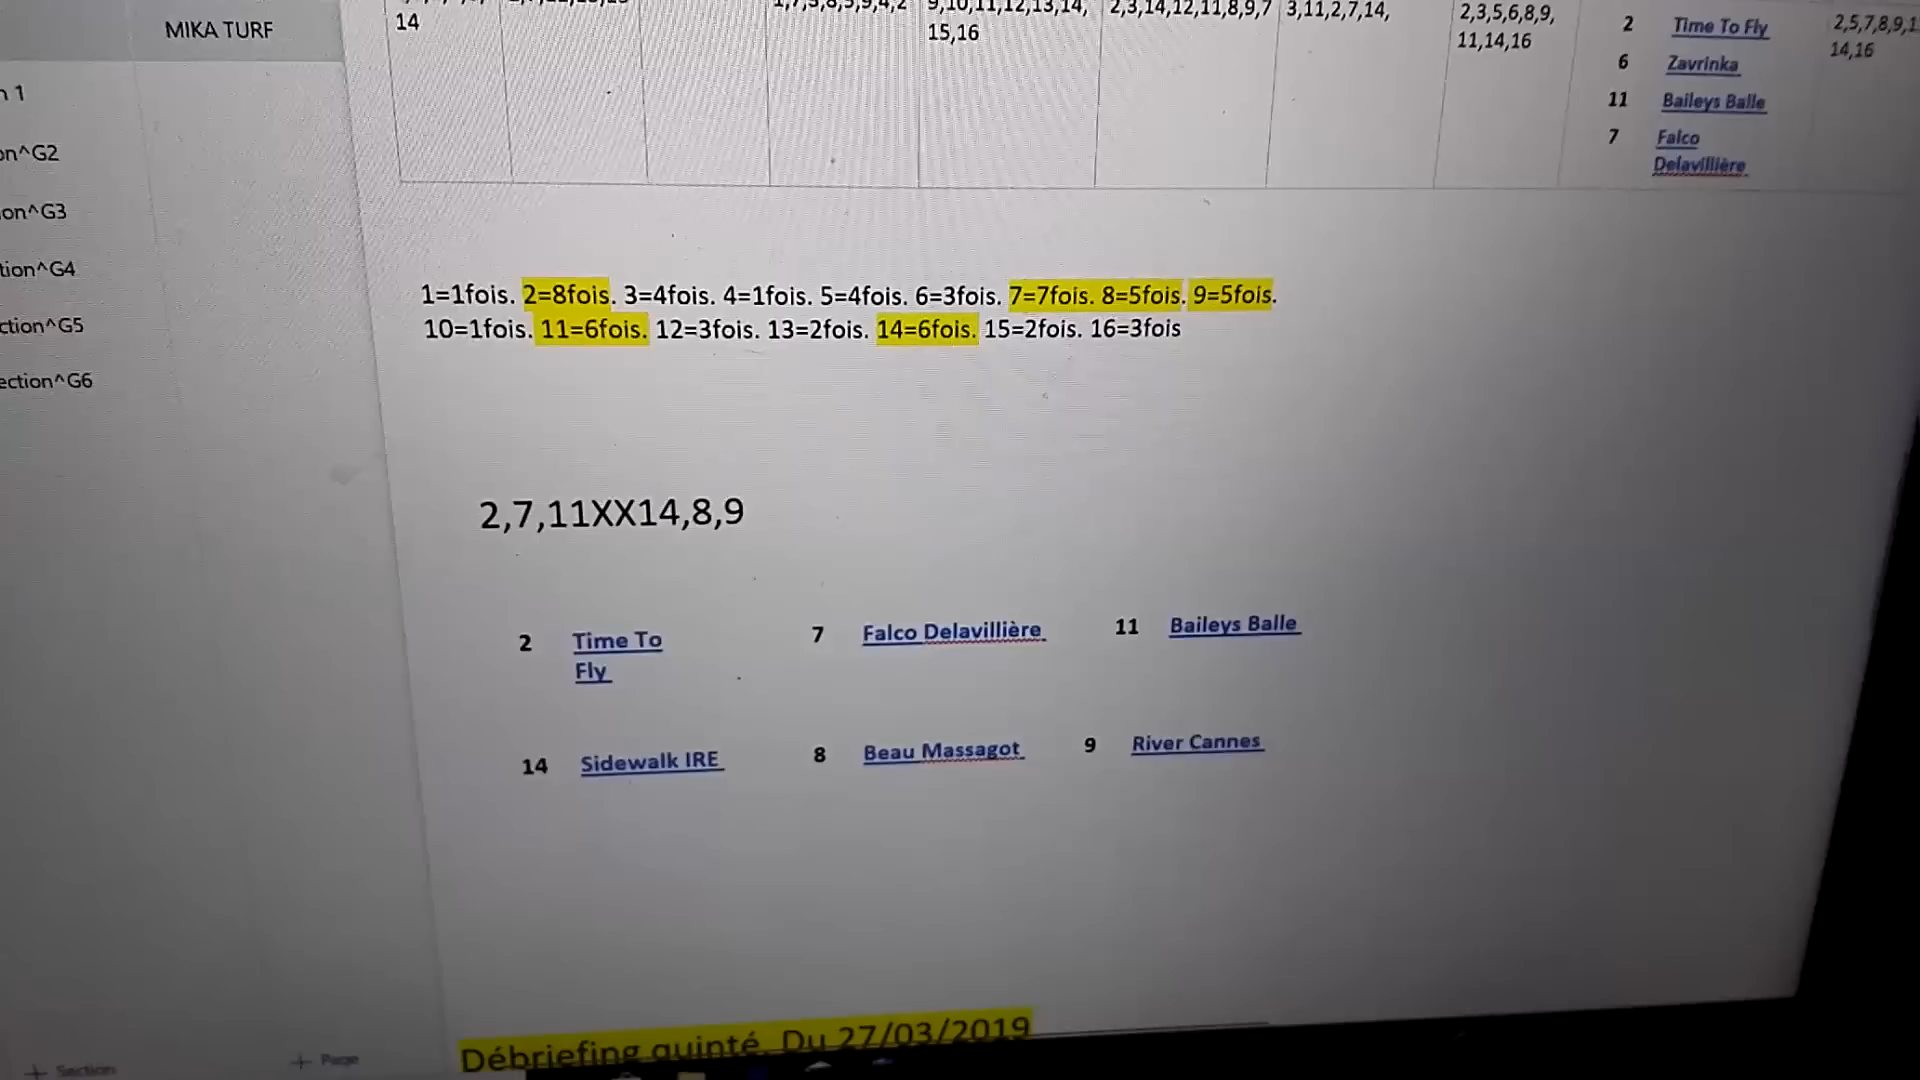 MIKA TURF
14
9,10,11,12,13,14,
15,16
2,3,14,12,11,8,9,7
3,11,2,7,14,
2,3,5,6,8,9,
11,14,16
2 Time To Fly
6 Zavrinka
11 Baileys Balle
7 Falco
Delavillière
2,5,7,8,9,1
14,16
n 1
on^G2
on^G3
tion^G4
ction^G5
ection^G6
1=1fois. 2=8fois. 3=4fois. 4=1fois. 5=4fois. 6=3fois. 7=7fois. 8=5fois. 9=5fois.
10=1fois. 11=6fois. 12=3fois. 13=2fois. 14=6fois. 15=2fois. 16=3fois
2,7,11XX14,8,9
2 Time To
Fly
7 Falco Delavillière
11 Baileys Balle
14 Sidewalk IRE
8 Beau Massagot
9 River Cannes
Débriefing quinté. Du 27/03/2019
+ Section
+ Page